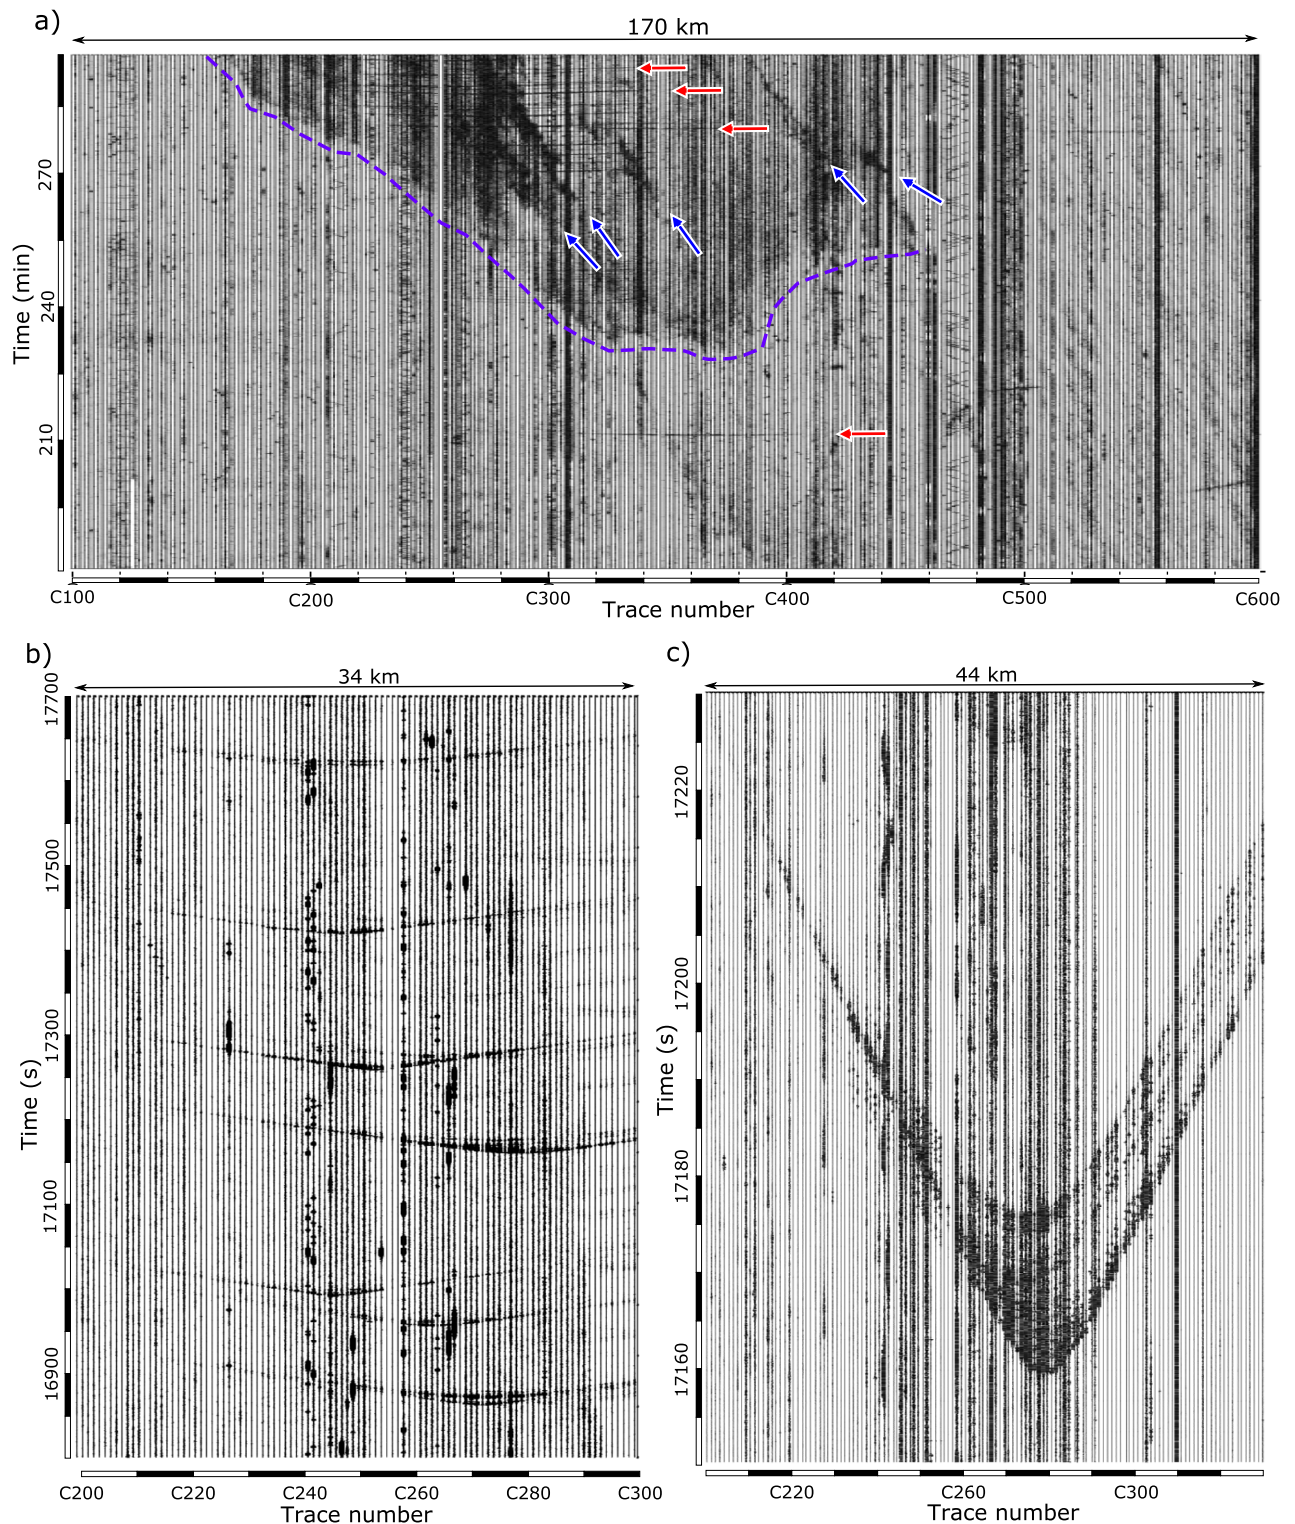 a)
170 km
Time (min)
270
240
210
C100
C200
C300
C400
C500
C600
Trace number
b)
34 km
Time (s)
17700
17500
17300
17100
16900
C200
C220
C240
C260
C280
C300
Trace number
c)
44 km
Time (s)
17220
17200
17180
17160
C220
C260
C300
Trace number